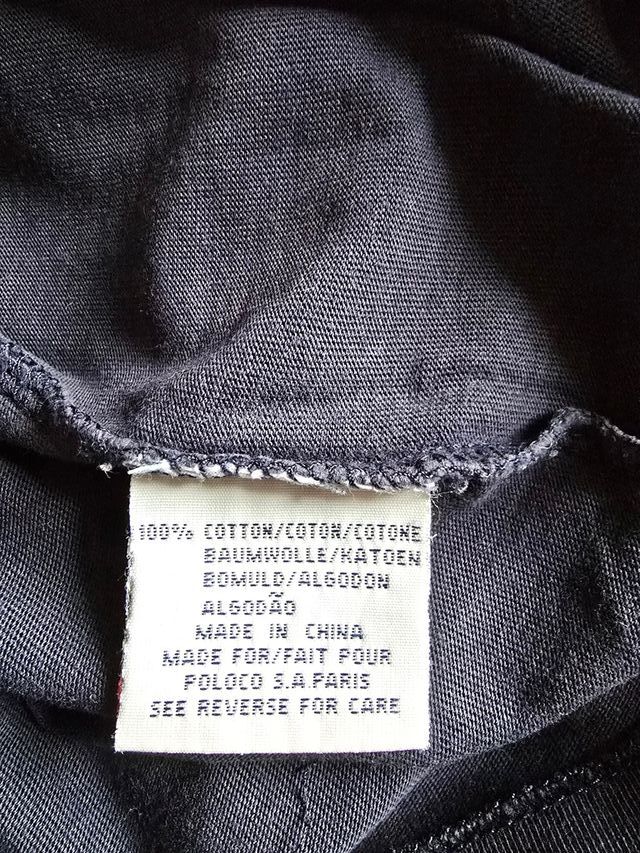 100% COTTON/COTON/COTONE
BAUMWOLLE/KATOEN
BOMULD/ALGODON
ALGODÃO
MADE IN CHINA
MADE FOR/FAIT POUR
POLOCO S.A.PARIS
SEE REVERSE FOR CARE